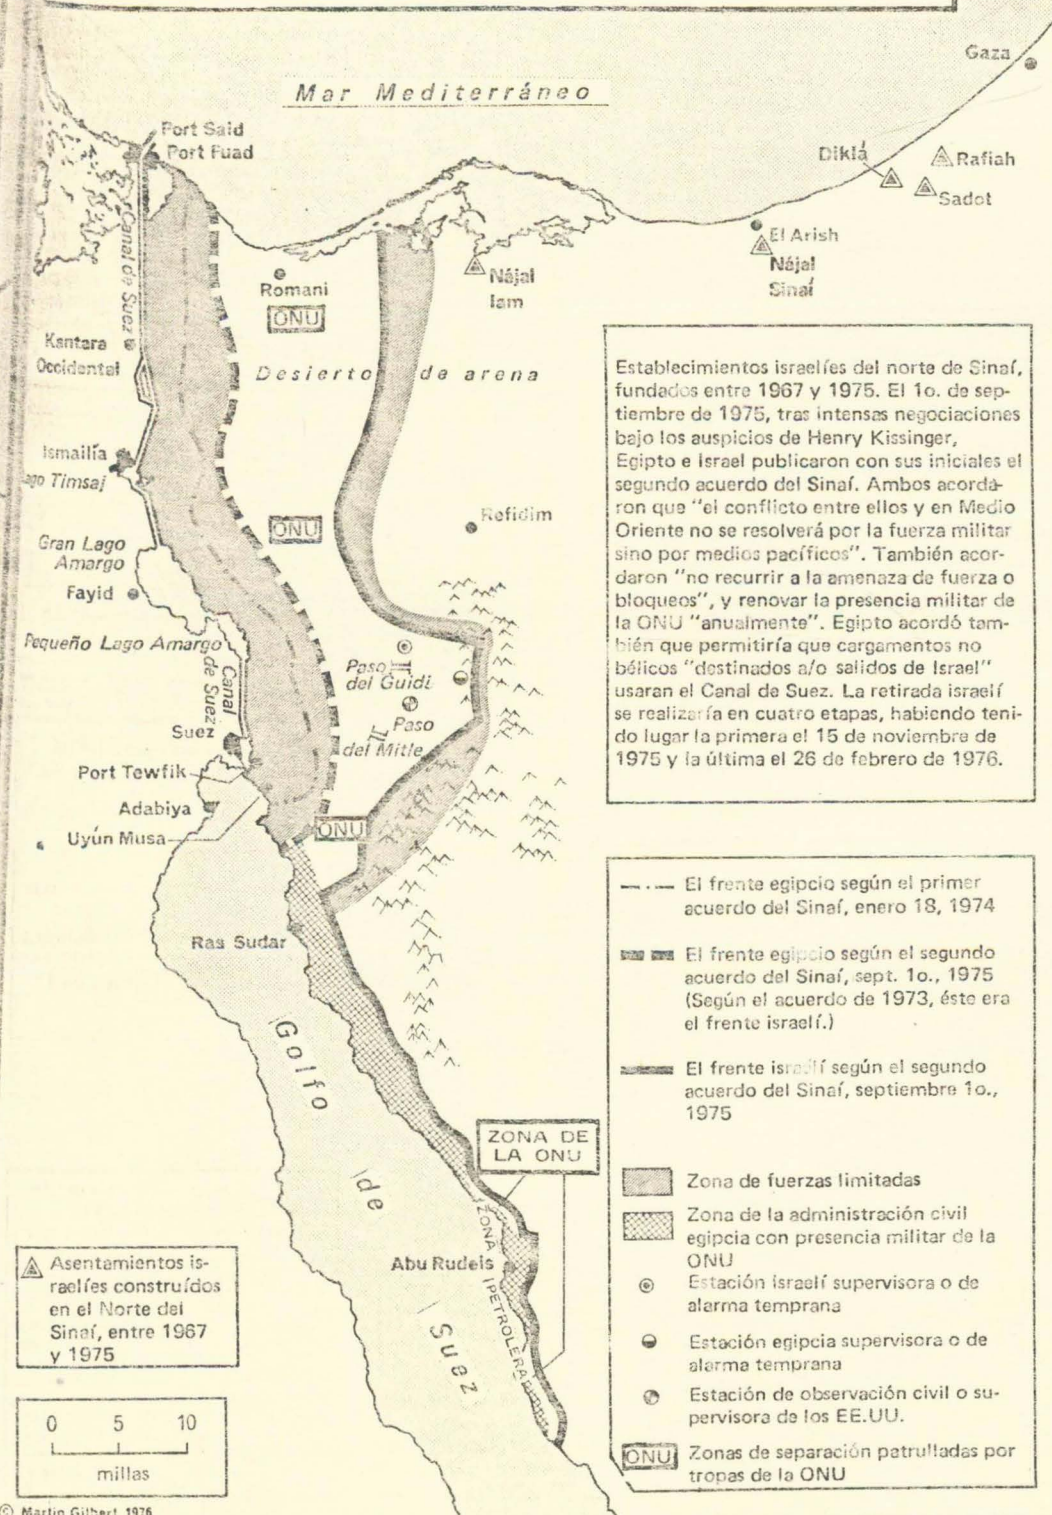 Mar Mediterráneo
Gaza
Port Said
Port Fuad
Diklá
Rafiah
Sadot
El Arish
Nájal
Sinaí
Canal de Suez
Romani
ONU
Nájal
Iam
Kantara
Occidental
Desierto de arena
Ismailía
Lago Timsaj
ONU
Refidim
Gran Lago
Amargo
Fayid
Pequeño Lago Amargo
Canal
de Suez
Paso
del Guidi
Suez
Paso
del Mitle
Port Tewfik
Adabiya
Uyún Musa
ONU
Ras Sudar
Golfo
de
Suez
ZONA DE
LA ONU
Abu Rudeis
ZONA
PETROLERA
Establecimientos israelíes del norte de Sinaí,
fundados entre 1967 y 1975. El 1o. de sep-
tiembre de 1975, tras intensas negociaciones
bajo los auspicios de Henry Kissinger,
Egipto e Israel publicaron con sus iniciales el
segundo acuerdo del Sinaí. Ambos acorda-
ron que "el conflicto entre ellos y en Medio
Oriente no se resolverá por la fuerza militar
sino por medios pacíficos". También acor-
daron "no recurrir a la amenaza de fuerza o
bloqueos", y renovar la presencia militar de
la ONU "anualmente". Egipto acordó tam-
bién que permitiría que cargamentos no
bélicos "destinados a/o salidos de Israel"
usaran el Canal de Suez. La retirada israelí
se realizaría en cuatro etapas, habiendo teni-
do lugar la primera el 15 de noviembre de
1975 y la última el 26 de febrero de 1976.
El frente egipcio según el primer
acuerdo del Sinaí, enero 18, 1974
El frente egipcio según el segundo
acuerdo del Sinaí, sept. 1o., 1975
(Según el acuerdo de 1973, éste era
el frente israelí.)
El frente israelí según el segundo
acuerdo del Sinaí, septiembre 1o.,
1975
Zona de fuerzas limitadas
Zona de la administración civil
egipcia con presencia militar de la
ONU
Estación israelí supervisora o de
alarma temprana
Estación egipcia supervisora o de
alarma temprana
Estación de observación civil o su-
pervisora de los EE.UU.
ONU Zonas de separación patrulladas por
tropas de la ONU
Asentamientos is-
raelíes construídos
en el Norte del
Sinaí, entre 1967
y 1975
0 5 10
millas
© Martin Gilbert 1976